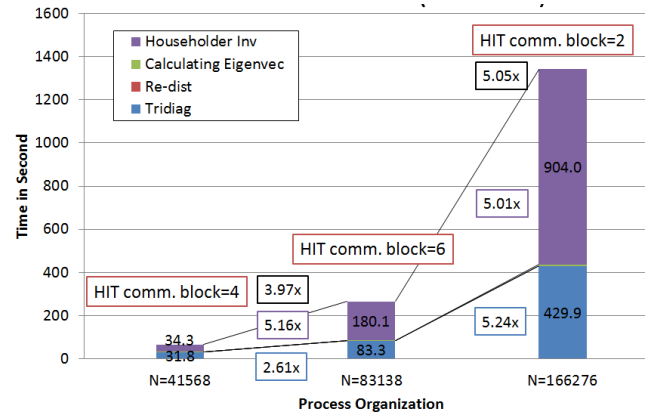 1600
1400
1200
1000
800
600
400
200
0
Time in Second
Householder Inv
Calculating Eigenvec
Re-dist
Tridiag
HIT comm. block=2
5.05x
904.0
5.01x
HIT comm. block=6
HIT comm. block=4
3.97x
5.16x
5.24x
429.9
180.1
34.3
31.8
83.3
2.61x
N=41568
N=83138
N=166276
Process Organization